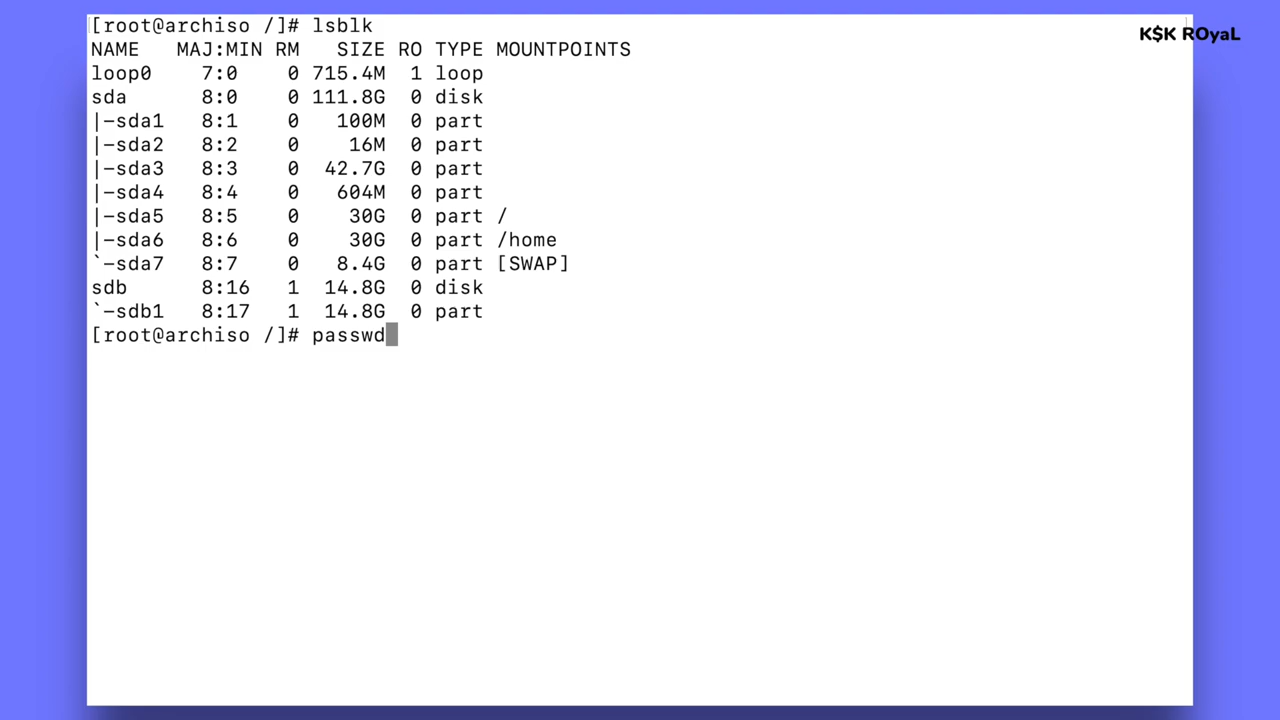 [root@archiso /]# lsblk
K$K ROyaL
NAME   MAJ:MIN RM   SIZE RO TYPE MOUNTPOINTS
loop0    7:0    0 715.4M  1 loop
sda      8:0    0 111.8G  0 disk
|-sda1   8:1    0   100M  0 part
|-sda2   8:2    0    16M  0 part
|-sda3   8:3    0  42.7G  0 part
|-sda4   8:4    0   604M  0 part
|-sda5   8:5    0    30G  0 part /
|-sda6   8:6    0    30G  0 part /home
`-sda7   8:7    0   8.4G  0 part [SWAP]
sdb      8:16   1  14.8G  0 disk
`-sdb1   8:17   1  14.8G  0 part
[root@archiso /]# passwd